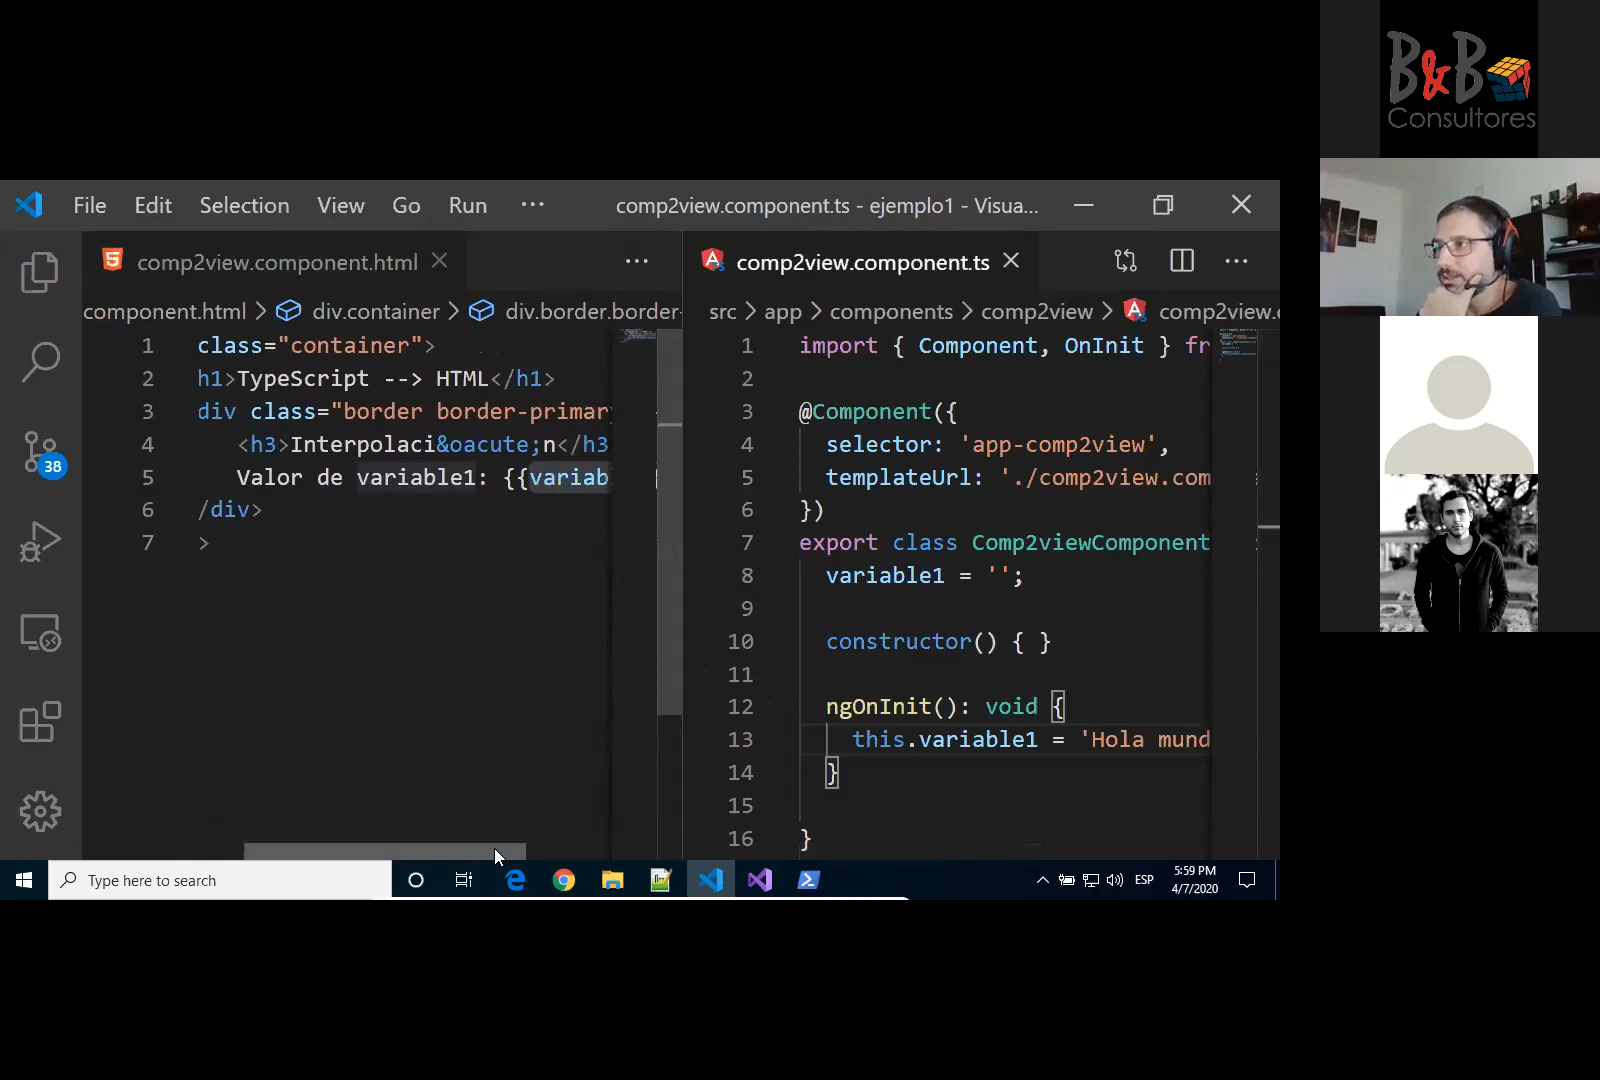 B&B
Consultores
File Edit Selection View Go Run ··· comp2view.component.ts - ejemplo1 - Visua...
comp2view.component.html
component.html > div.container > div.border.border-
1 class="container">
2 h1>TypeScript --> HTML</h1>
3 div class="border border-primary
4 <h3>Interpolaci&oacute;n</h3
5 Valor de variable1: {{variab
6 /div>
7 >
38
comp2view.component.ts
src > app > components > comp2view > comp2view.c
1 import { Component, OnInit } fr
2
3 @Component({
4 selector: 'app-comp2view',
5 templateUrl: './comp2view.com
6 })
7 export class Comp2viewComponent
8 variable1 = '';
9
10 constructor() { }
11
12 ngOnInit(): void {
13 this.variable1 = 'Hola mund
14 }
15
16 }
Type here to search
ESP
5:59 PM
4/7/2020